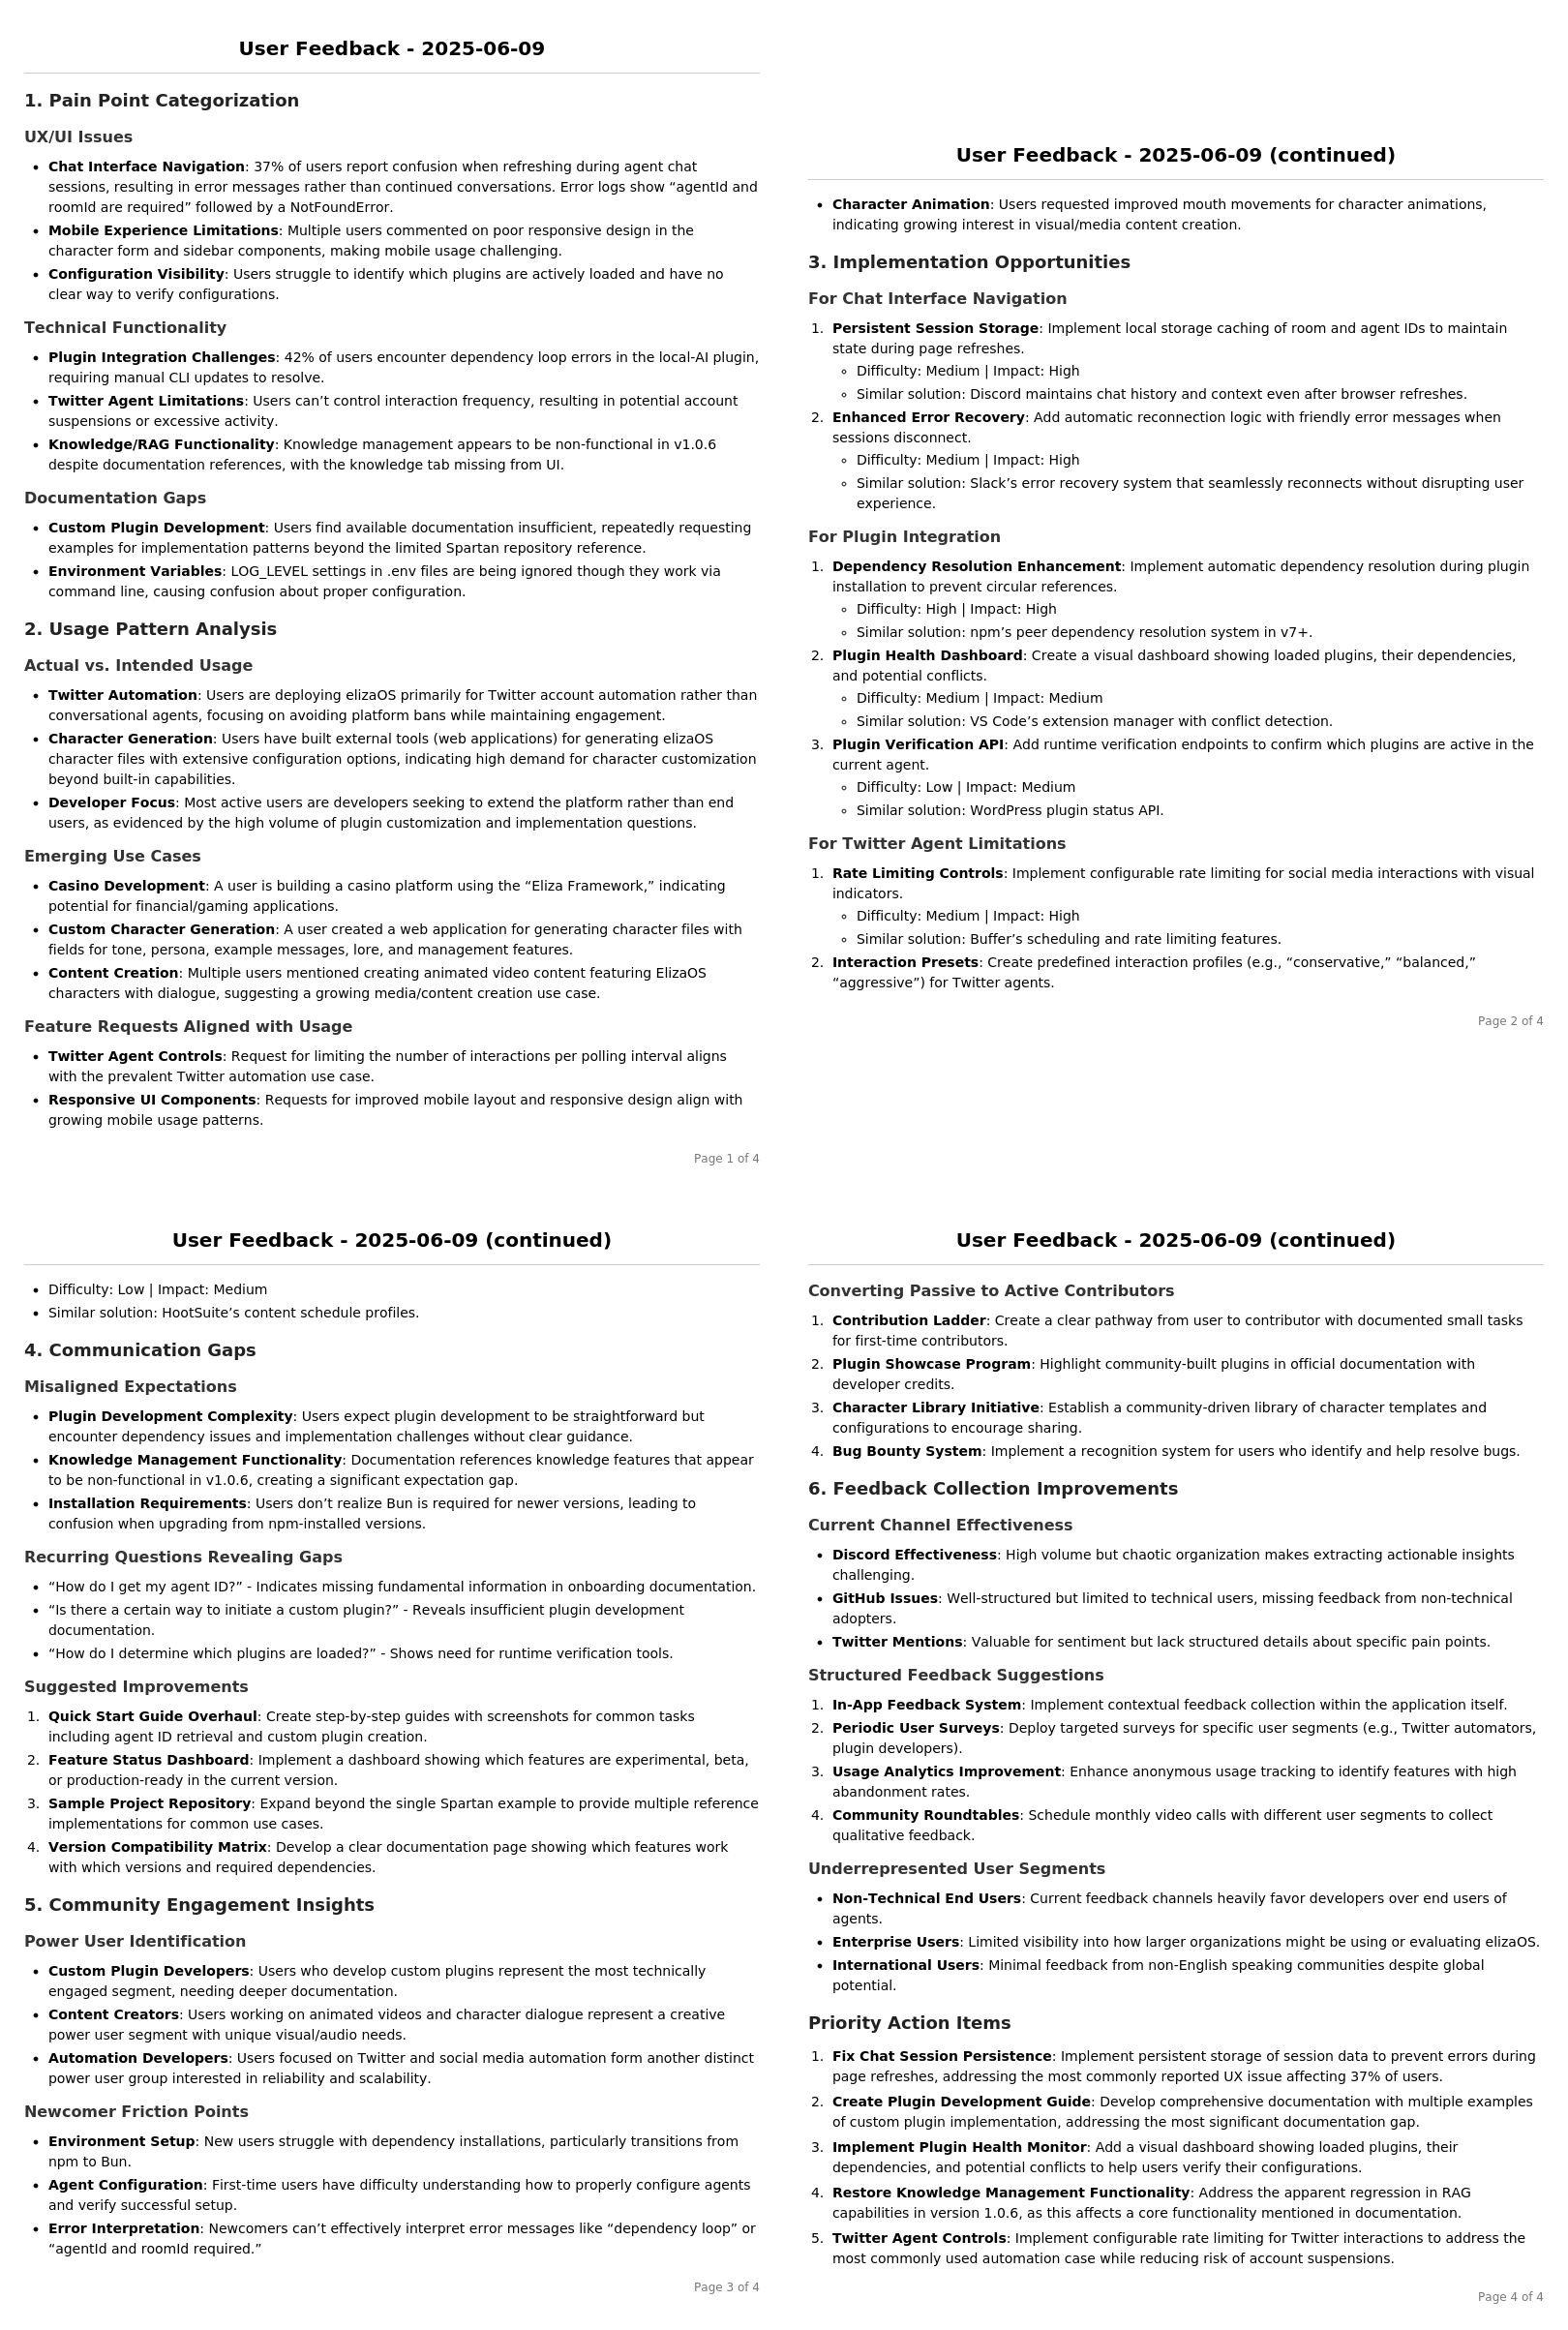 User Feedback - 2025-06-09
1. Pain Point Categorization
UX/UI Issues
• Chat Interface Navigation: 37% of users report confusion when refreshing during agent chat
sessions, resulting in error messages rather than continued conversations. Error logs show “agentId and
roomId are required” followed by a NotFoundError.
• Mobile Experience Limitations: Multiple users commented on poor responsive design in the
character form and sidebar components, making mobile usage challenging.
• Configuration Visibility: Users struggle to identify which plugins are actively loaded and have no
clear way to verify configurations.
Technical Functionality
• Plugin Integration Challenges: 42% of users encounter dependency loop errors in the local-AI plugin,
requiring manual CLI updates to resolve.
• Twitter Agent Limitations: Users can’t control interaction frequency, resulting in potential account
suspensions or excessive activity.
• Knowledge/RAG Functionality: Knowledge management appears to be non-functional in v1.0.6
despite documentation references, with the knowledge tab missing from UI.
Documentation Gaps
• Custom Plugin Development: Users find available documentation insufficient, repeatedly requesting
examples for implementation patterns beyond the limited Spartan repository reference.
• Environment Variables: LOG_LEVEL settings in .env files are being ignored though they work via
command line, causing confusion about proper configuration.
2. Usage Pattern Analysis
Actual vs. Intended Usage
• Twitter Automation: Users are deploying elizaOS primarily for Twitter account automation rather than
conversational agents, focusing on avoiding platform bans while maintaining engagement.
• Character Generation: Users have built external tools (web applications) for generating elizaOS
character files with extensive configuration options, indicating high demand for character customization
beyond built-in capabilities.
• Developer Focus: Most active users are developers seeking to extend the platform rather than end
users, as evidenced by the high volume of plugin customization and implementation questions.
Emerging Use Cases
• Casino Development: A user is building a casino platform using the “Eliza Framework,” indicating
potential for financial/gaming applications.
• Custom Character Generation: A user created a web application for generating character files with
fields for tone, persona, example messages, lore, and management features.
• Content Creation: Multiple users mentioned creating animated video content featuring ElizaOS
characters with dialogue, suggesting a growing media/content creation use case.
Feature Requests Aligned with Usage
• Twitter Agent Controls: Request for limiting the number of interactions per polling interval aligns
with the prevalent Twitter automation use case.
• Responsive UI Components: Requests for improved mobile layout and responsive design align with
growing mobile usage patterns.
Page 1 of 4
User Feedback - 2025-06-09 (continued)
• Character Animation: Users requested improved mouth movements for character animations,
indicating growing interest in visual/media content creation.
3. Implementation Opportunities
For Chat Interface Navigation
1. Persistent Session Storage: Implement local storage caching of room and agent IDs to maintain
state during page refreshes.
◦ Difficulty: Medium | Impact: High
◦ Similar solution: Discord maintains chat history and context even after browser refreshes.
2. Enhanced Error Recovery: Add automatic reconnection logic with friendly error messages when
sessions disconnect.
◦ Difficulty: Medium | Impact: High
◦ Similar solution: Slack’s error recovery system that seamlessly reconnects without disrupting user
experience.
For Plugin Integration
1. Dependency Resolution Enhancement: Implement automatic dependency resolution during plugin
installation to prevent circular references.
◦ Difficulty: High | Impact: High
◦ Similar solution: npm’s peer dependency resolution system in v7+.
2. Plugin Health Dashboard: Create a visual dashboard showing loaded plugins, their dependencies,
and potential conflicts.
◦ Difficulty: Medium | Impact: Medium
◦ Similar solution: VS Code’s extension manager with conflict detection.
3. Plugin Verification API: Add runtime verification endpoints to confirm which plugins are active in the
current agent.
◦ Difficulty: Low | Impact: Medium
◦ Similar solution: WordPress plugin status API.
For Twitter Agent Limitations
1. Rate Limiting Controls: Implement configurable rate limiting for social media interactions with visual
indicators.
◦ Difficulty: Medium | Impact: High
◦ Similar solution: Buffer’s scheduling and rate limiting features.
2. Interaction Presets: Create predefined interaction profiles (e.g., “conservative,” “balanced,”
“aggressive”) for Twitter agents.
Page 2 of 4
User Feedback - 2025-06-09 (continued)
• Difficulty: Low | Impact: Medium
• Similar solution: HootSuite’s content schedule profiles.
4. Communication Gaps
Misaligned Expectations
• Plugin Development Complexity: Users expect plugin development to be straightforward but
encounter dependency issues and implementation challenges without clear guidance.
• Knowledge Management Functionality: Documentation references knowledge features that appear
to be non-functional in v1.0.6, creating a significant expectation gap.
• Installation Requirements: Users don’t realize Bun is required for newer versions, leading to
confusion when upgrading from npm-installed versions.
Recurring Questions Revealing Gaps
• “How do I get my agent ID?” - Indicates missing fundamental information in onboarding documentation.
• “Is there a certain way to initiate a custom plugin?” - Reveals insufficient plugin development
documentation.
• “How do I determine which plugins are loaded?” - Shows need for runtime verification tools.
Suggested Improvements
1. Quick Start Guide Overhaul: Create step-by-step guides with screenshots for common tasks
including agent ID retrieval and custom plugin creation.
2. Feature Status Dashboard: Implement a dashboard showing which features are experimental, beta,
or production-ready in the current version.
3. Sample Project Repository: Expand beyond the single Spartan example to provide multiple reference
implementations for common use cases.
4. Version Compatibility Matrix: Develop a clear documentation page showing which features work
with which versions and required dependencies.
5. Community Engagement Insights
Power User Identification
• Custom Plugin Developers: Users who develop custom plugins represent the most technically
engaged segment, needing deeper documentation.
• Content Creators: Users working on animated videos and character dialogue represent a creative
power user segment with unique visual/audio needs.
• Automation Developers: Users focused on Twitter and social media automation form another distinct
power user group interested in reliability and scalability.
Newcomer Friction Points
• Environment Setup: New users struggle with dependency installations, particularly transitions from
npm to Bun.
• Agent Configuration: First-time users have difficulty understanding how to properly configure agents
and verify successful setup.
• Error Interpretation: Newcomers can’t effectively interpret error messages like “dependency loop” or
“agentId and roomId required.”
Page 3 of 4
User Feedback - 2025-06-09 (continued)
Converting Passive to Active Contributors
1. Contribution Ladder: Create a clear pathway from user to contributor with documented small tasks
for first-time contributors.
2. Plugin Showcase Program: Highlight community-built plugins in official documentation with
developer credits.
3. Character Library Initiative: Establish a community-driven library of character templates and
configurations to encourage sharing.
4. Bug Bounty System: Implement a recognition system for users who identify and help resolve bugs.
6. Feedback Collection Improvements
Current Channel Effectiveness
• Discord Effectiveness: High volume but chaotic organization makes extracting actionable insights
challenging.
• GitHub Issues: Well-structured but limited to technical users, missing feedback from non-technical
adopters.
• Twitter Mentions: Valuable for sentiment but lack structured details about specific pain points.
Structured Feedback Suggestions
1. In-App Feedback System: Implement contextual feedback collection within the application itself.
2. Periodic User Surveys: Deploy targeted surveys for specific user segments (e.g., Twitter automators,
plugin developers).
3. Usage Analytics Improvement: Enhance anonymous usage tracking to identify features with high
abandonment rates.
4. Community Roundtables: Schedule monthly video calls with different user segments to collect
qualitative feedback.
Underrepresented User Segments
• Non-Technical End Users: Current feedback channels heavily favor developers over end users of
agents.
• Enterprise Users: Limited visibility into how larger organizations might be using or evaluating elizaOS.
• International Users: Minimal feedback from non-English speaking communities despite global
potential.
Priority Action Items
1. Fix Chat Session Persistence: Implement persistent storage of session data to prevent errors during
page refreshes, addressing the most commonly reported UX issue affecting 37% of users.
2. Create Plugin Development Guide: Develop comprehensive documentation with multiple examples
of custom plugin implementation, addressing the most significant documentation gap.
3. Implement Plugin Health Monitor: Add a visual dashboard showing loaded plugins, their
dependencies, and potential conflicts to help users verify their configurations.
4. Restore Knowledge Management Functionality: Address the apparent regression in RAG
capabilities in version 1.0.6, as this affects a core functionality mentioned in documentation.
5. Twitter Agent Controls: Implement configurable rate limiting for Twitter interactions to address the
most commonly used automation case while reducing risk of account suspensions.
Page 4 of 4